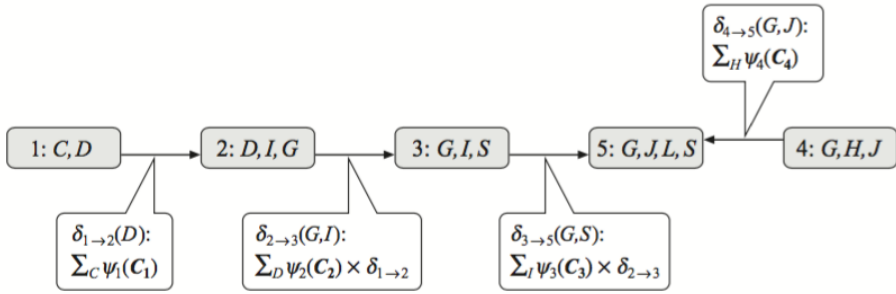 δ4→5(G,J):
∑H ψ4(C4)
1: C,D
2: D,I,G
3: G,I,S
5: G,J,L,S
4: G,H,J
δ1→2(D):
∑C ψ1(C1)
δ2→3(G,I):
∑D ψ2(C2) × δ1→2
δ3→5(G,S):
∑I ψ3(C3) × δ2→3